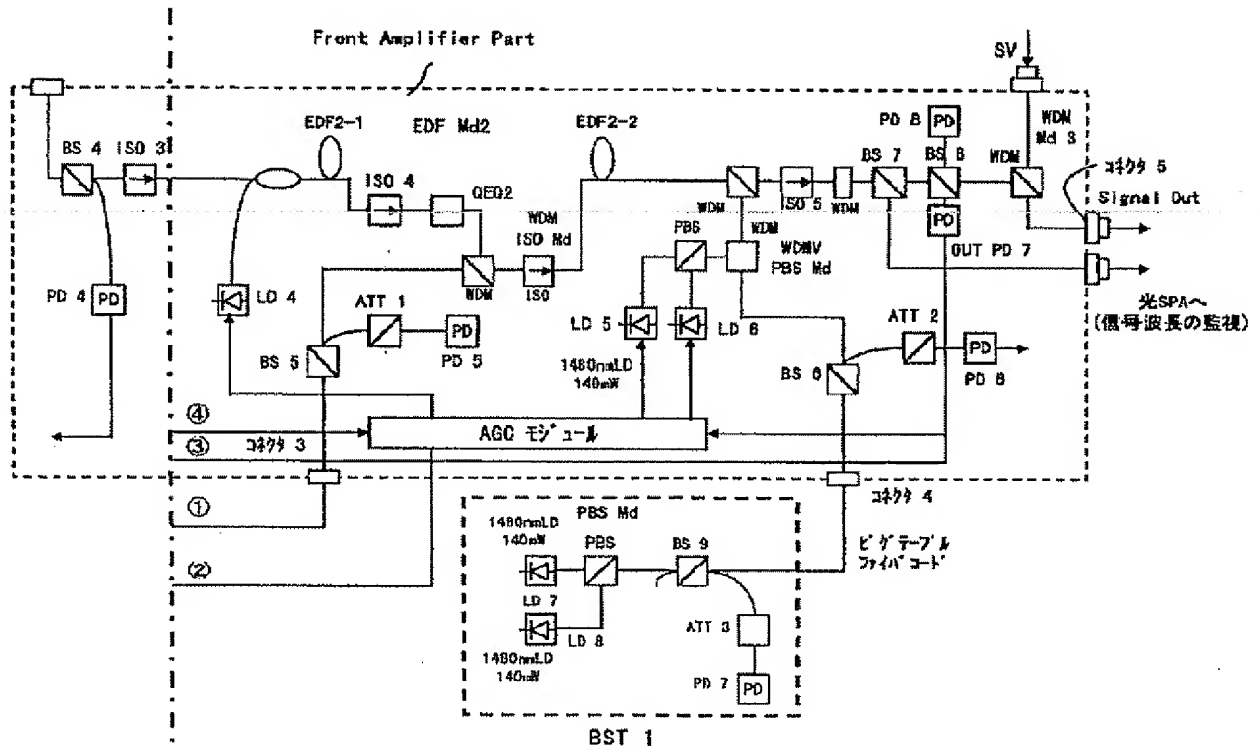 Front Amplifier Part
SV
EDF2-1
EDF Md2
EDF2-2
PD 8
PD
WDM
Md 3
BS 4
ISO 3
BS 7
BS 8
WDM
コネクタ 5
ISO 4
QEQ2
Signal Out
WDM
ISO Md
WDM
ISO 5
WDM
PD
PBS
WDM
OUT PD 7
WDMV
PBS Md
WDM
ISO
光SPAへ
(信号波長の監視)
PD 4
PD
LD 4
ATT 1
PD
PD 5
LD 5
LD 6
ATT 2
BS 5
1480nmLD
140mW
BS 6
PD
PD 6
④
AGC モジュール
③
コネクタ 3
①
コネクタ 4
PBS Md
1480nmLD
140mW
PBS
BS 9
ピグテーブル
ファイバコード
②
LD 7
LD 8
ATT 3
1480nmLD
140mW
PD 7
PD
BST 1